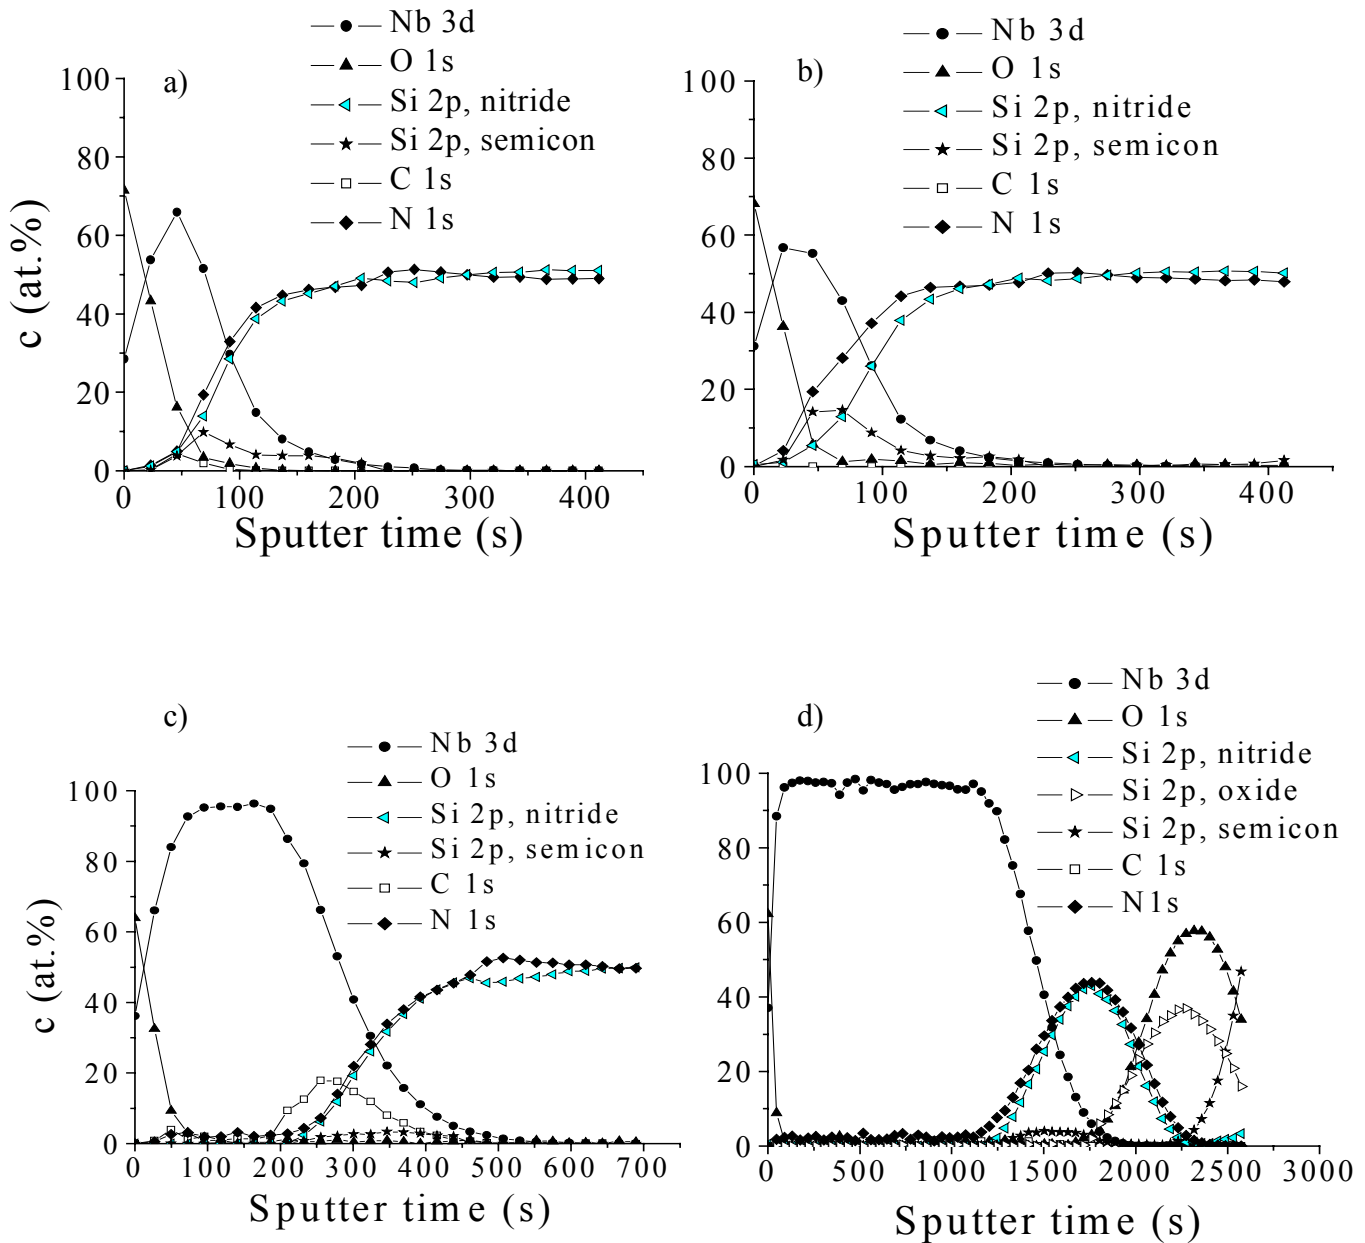 a)
Nb 3d
O 1s
Si 2p, nitride
Si 2p, semicon
C 1s
N 1s
100
80
60
40
20
0
c (at.%)
0 100 200 300 400
Sputter time (s)
b)
Nb 3d
O 1s
Si 2p, nitride
Si 2p, semicon
C 1s
N 1s
100
80
60
40
20
0
0 100 200 300 400
Sputter time (s)
c)
Nb 3d
O 1s
Si 2p, nitride
Si 2p, semicon
C 1s
N 1s
100
80
60
40
20
0
c (at.%)
0 100 200 300 400 500 600 700
Sputter time (s)
d)
Nb 3d
O 1s
Si 2p, nitride
Si 2p, oxide
Si 2p, semicon
C 1s
N1s
100
80
60
40
20
0
0 500 1000 1500 2000 2500 3000
Sputter time (s)